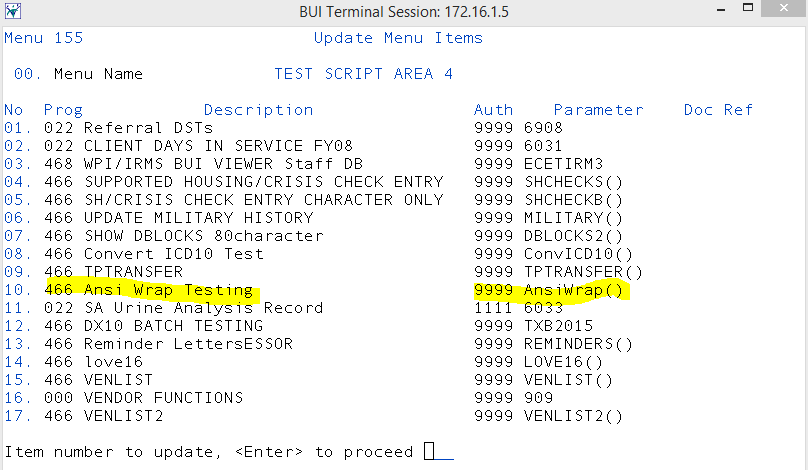 BUI Terminal Session: 172.16.1.5
Menu 155 Update Menu Items
00. Menu Name TEST SCRIPT AREA 4
No Prog Description Auth Parameter Doc Ref
01. 022 Referral DSTs 9999 6908
02. 022 CLIENT DAYS IN SERVICE FY08 9999 6031
03. 468 WPI/IRMS BUI VIEWER Staff DB 9999 ECETIRM3
04. 466 SUPPORTED HOUSING/CRISIS CHECK ENTRY 9999 SHCHECKS()
05. 466 SH/CRISIS CHECK ENTRY CHARACTER ONLY 9999 SHCHECKB()
06. 466 UPDATE MILITARY HISTORY 9999 MILITARY()
07. 466 SHOW DBLOCKS 80character 9999 DBLOCKS2()
08. 466 Convert ICD10 Test 9999 ConvICD10()
09. 466 TPTRANSFER 9999 TPTRANSFER()
10. 466 Ansi Wrap Testing 9999 AnsiWrap()
11. 022 SA Urine Analysis Record 1111 6033
12. 466 DX10 BATCH TESTING 9999 TXB2015
13. 466 Reminder LettersESSOR 9999 REMINDERS()
14. 466 love16 9999 LOVE16()
15. 466 VENLIST 9999 VENLIST()
16. 000 VENDOR FUNCTIONS 9999 909
17. 466 VENLIST2 9999 VENLIST2()
Item number to update, <Enter> to proceed